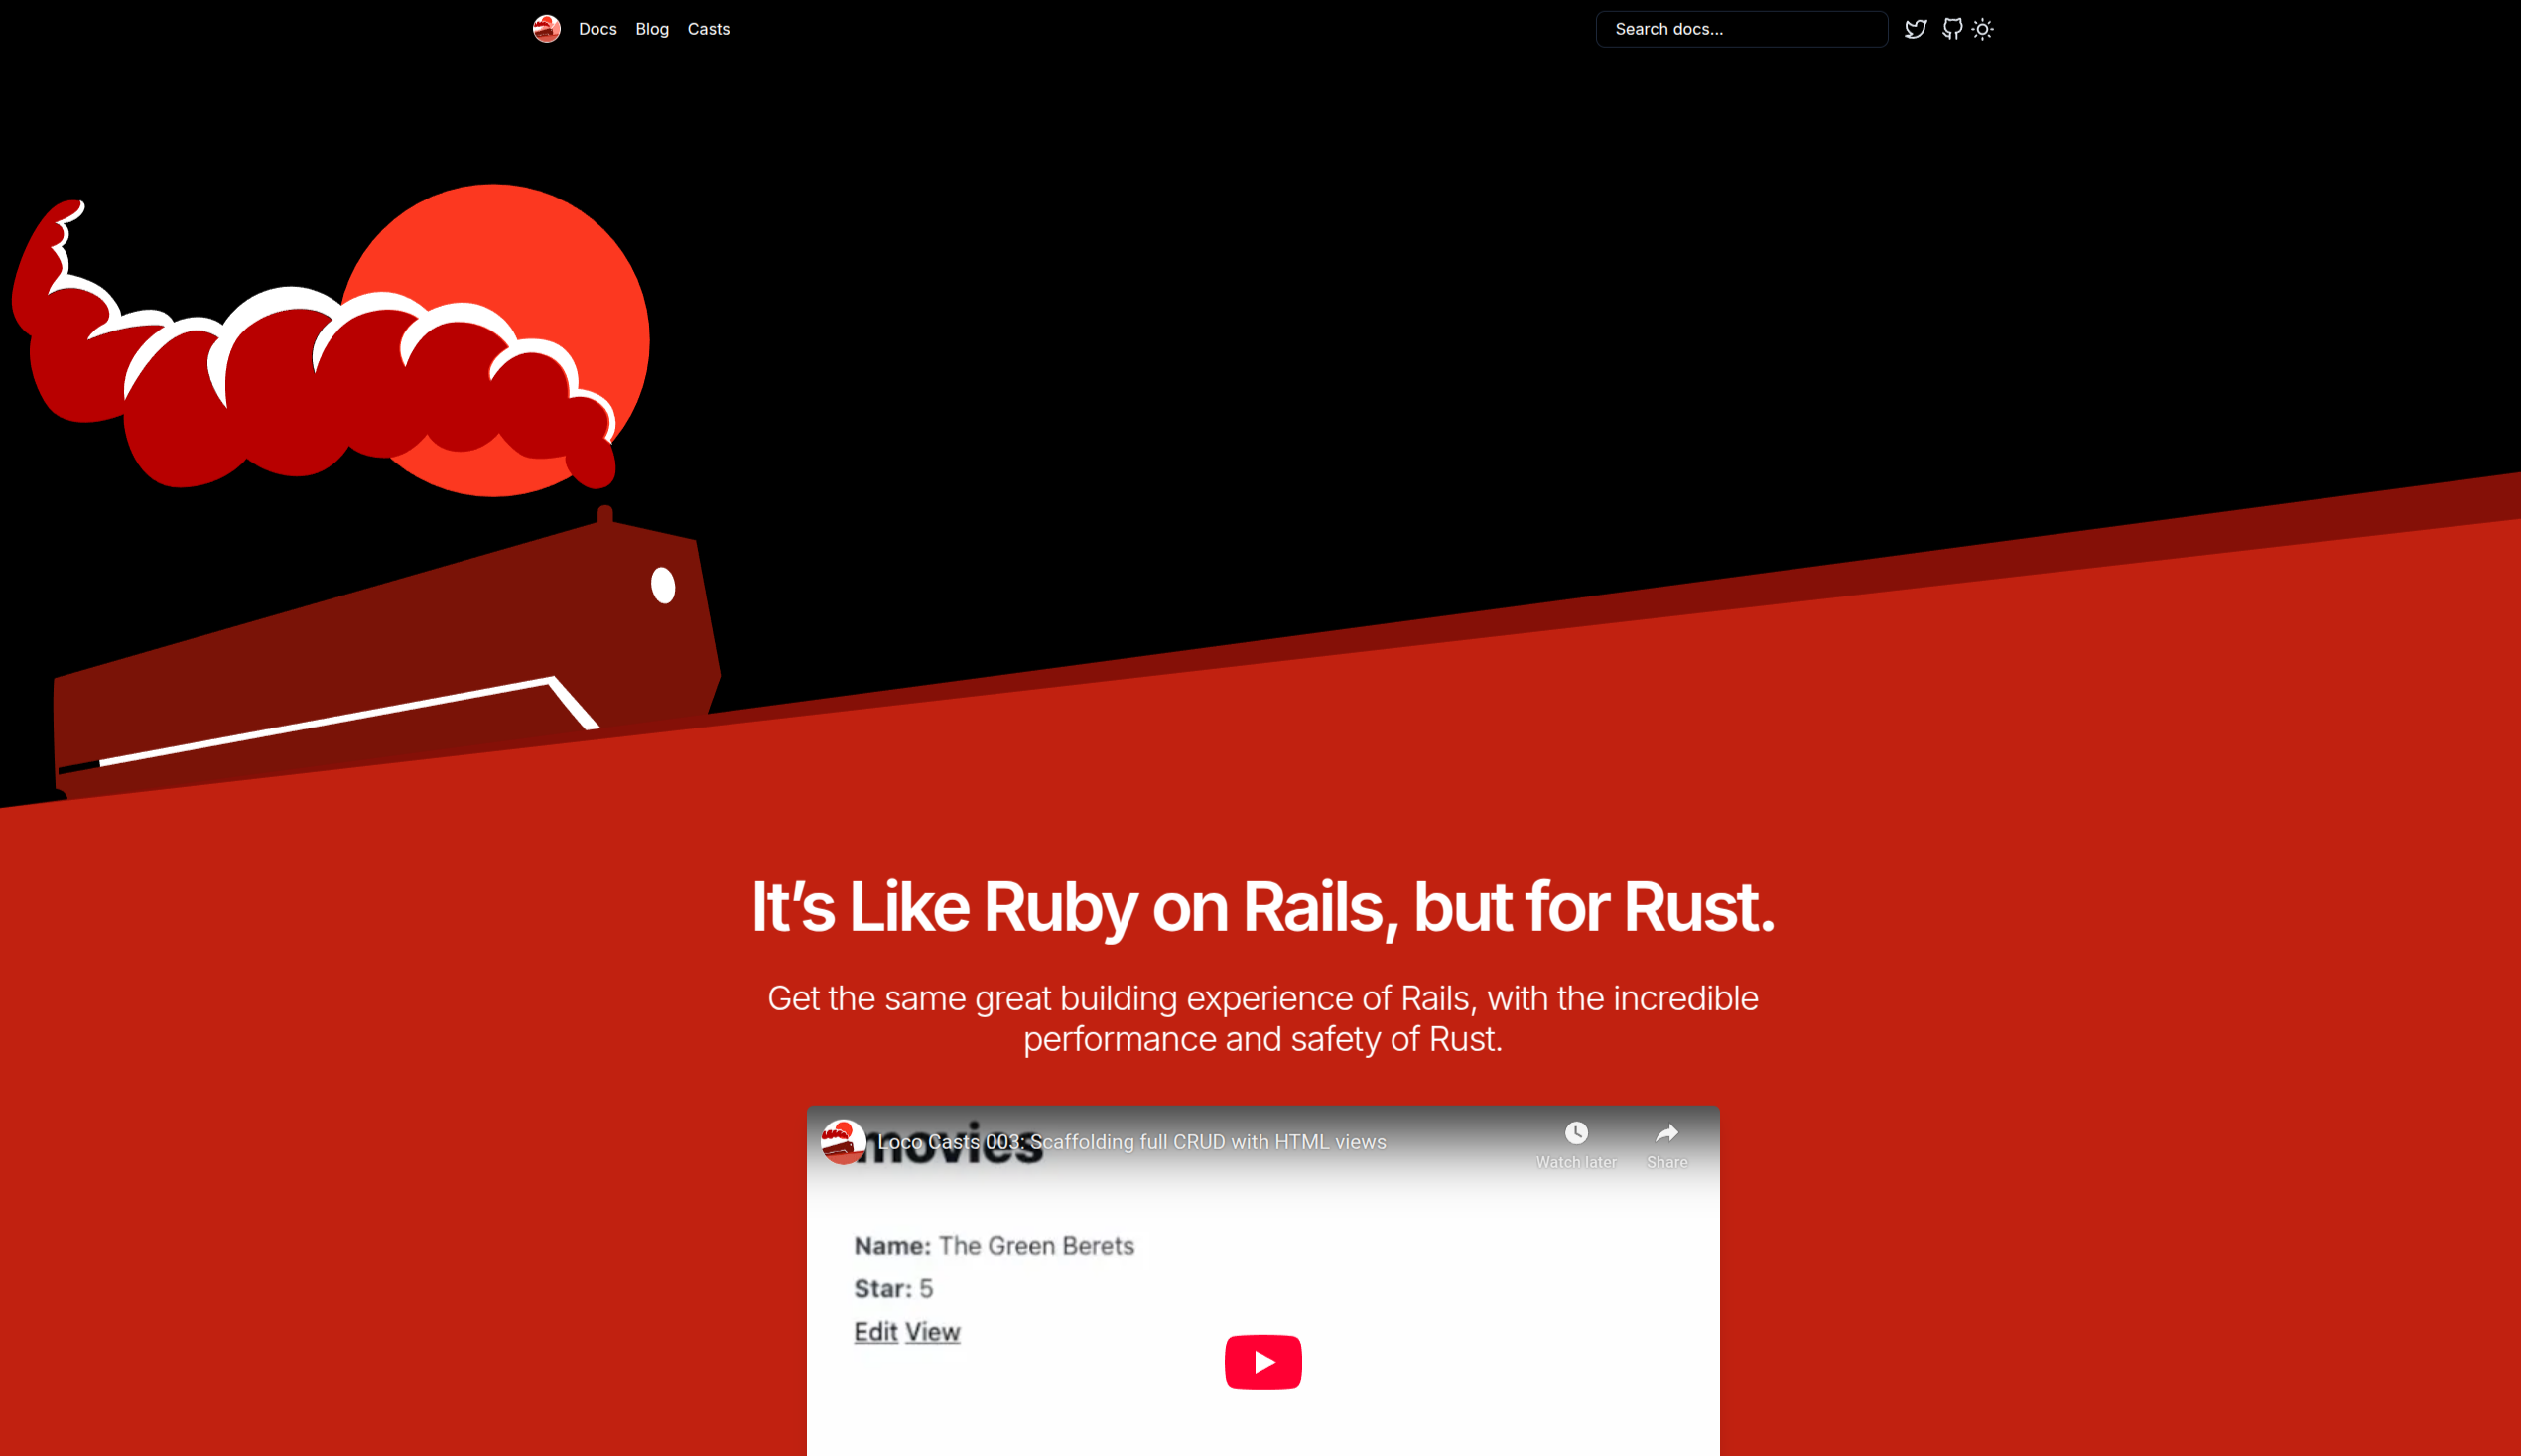 Docs Blog Casts Search docs...
It's Like Ruby on Rails, but for Rust.
Get the same great building experience of Rails, with the incredible
performance and safety of Rust.
movies
Loco Casts 003: Scaffolding full CRUD with HTML views
Watch later Share
Name: The Green Berets
Star: 5
Edit View